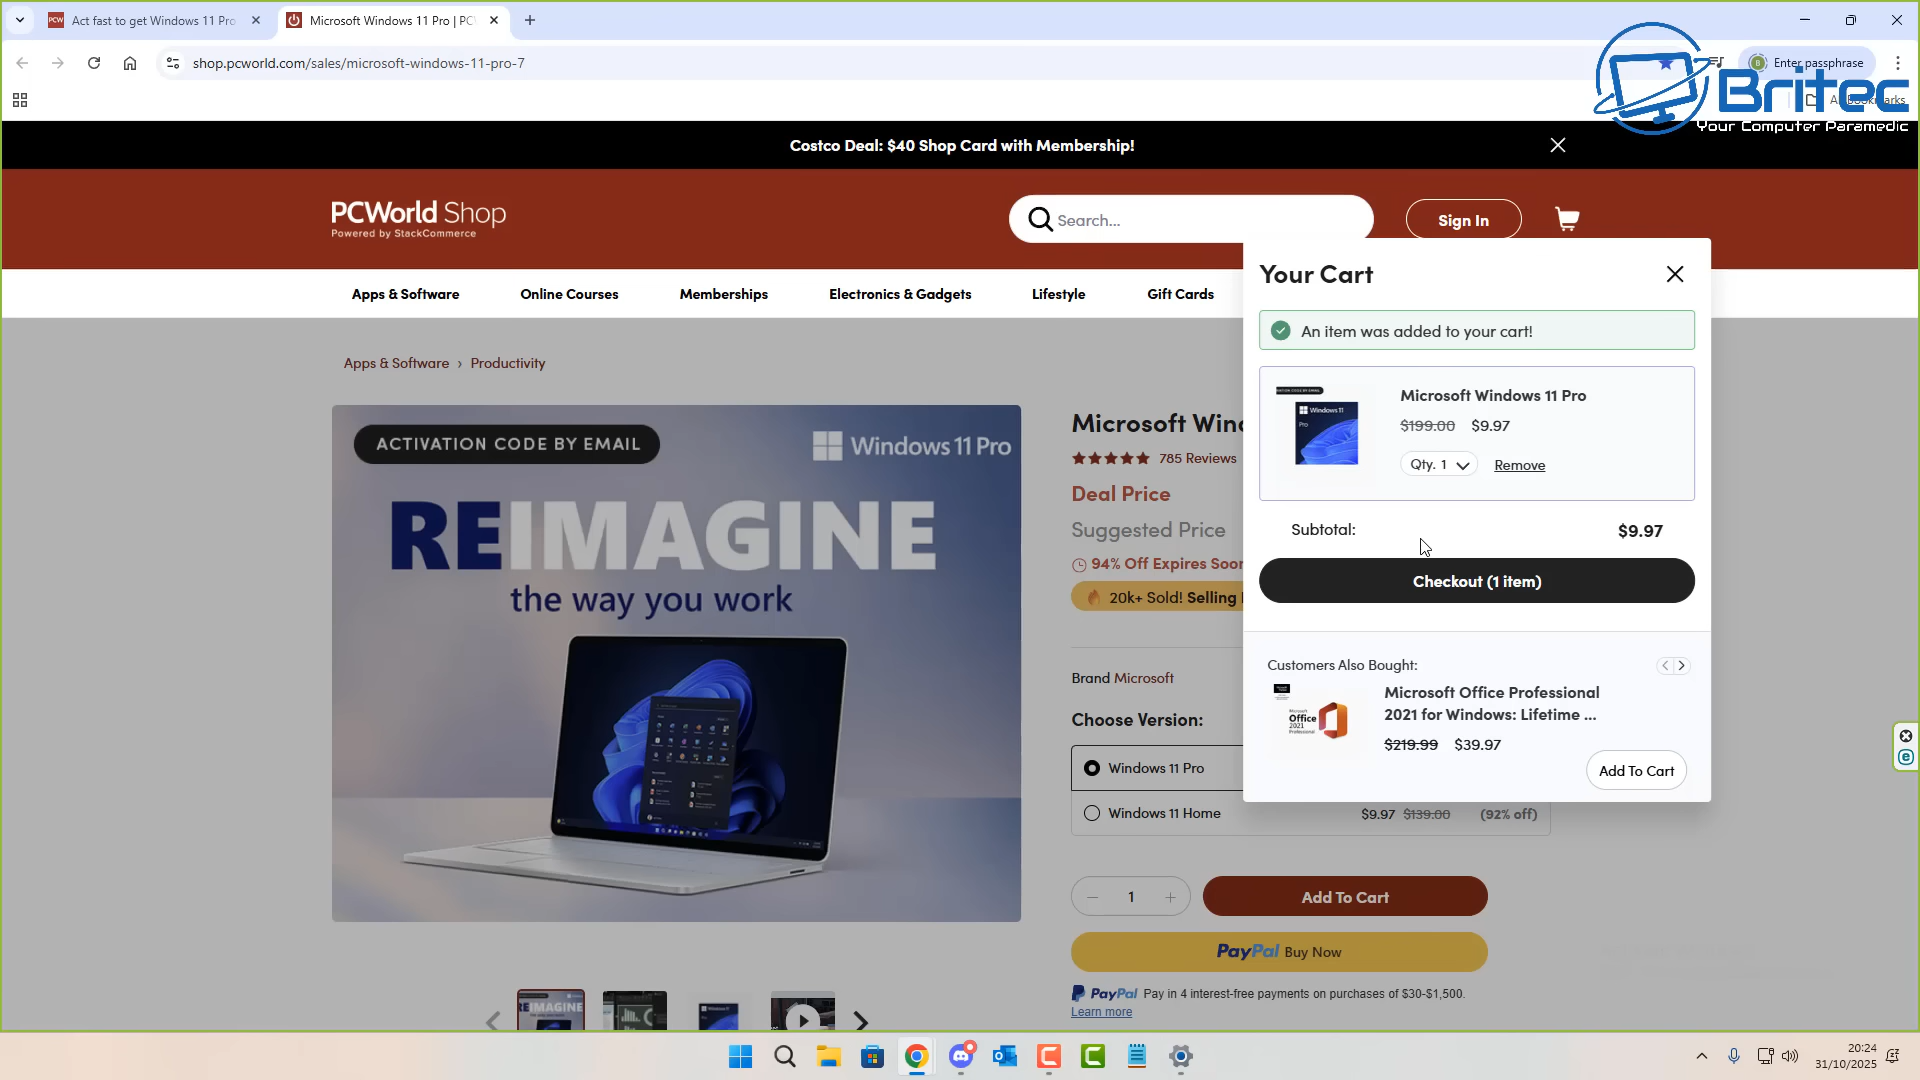 Act fast to get Windows 11 Pro
Microsoft Windows 11 Pro | PC
shop.pcworld.com/sales/microsoft-windows-11-pro-7
Enter passphrase
Britec
Your Computer Paramedic
Costco Deal: $40 Shop Card with Membership!
PCWorld Shop
Powered by StackCommerce
Search...
Sign In
Apps & Software
Online Courses
Memberships
Electronics & Gadgets
Lifestyle
Gift Cards
Your Cart
An item was added to your cart!
Microsoft Windows 11 Pro
$199.00 $9.97
Qty. 1
Remove
Subtotal:
$9.97
Checkout (1 item)
Customers Also Bought:
Microsoft Office Professional
2021 for Windows: Lifetime ...
$219.99 $39.97
Add To Cart
Apps & Software › Productivity
ACTIVATION CODE BY EMAIL
Windows 11 Pro
REIMAGINE
the way you work
Microsoft Win
785 Reviews
Deal Price
Suggested Price
94% Off Expires Soon
20k+ Sold! Selling
Brand Microsoft
Choose Version:
Windows 11 Pro
Windows 11 Home
$9.97 $139.00 (92% off)
1
Add To Cart
PayPal Buy Now
PayPal Pay in 4 interest-free payments on purchases of $30-$1,500.
Learn more
20:24
31/10/2025